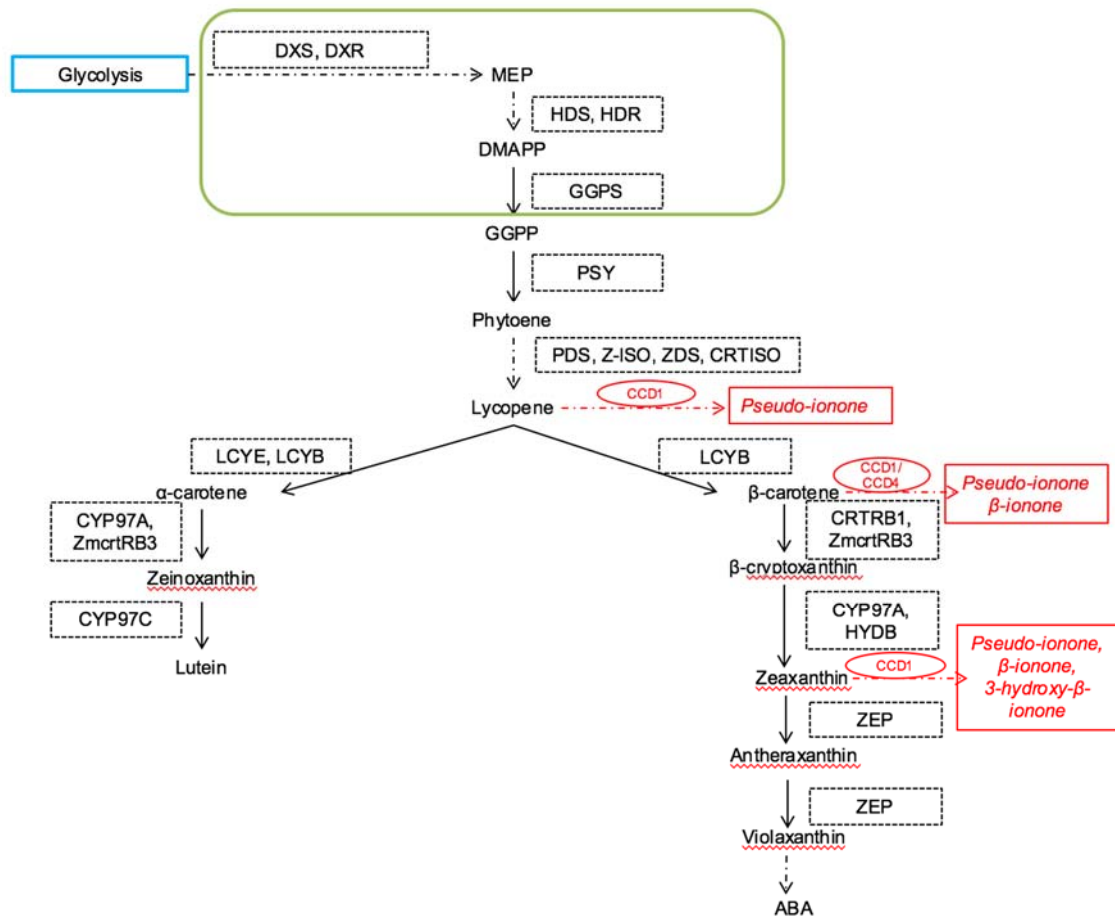 DXS, DXR
Glycolysis
MEP
HDS, HDR
DMAPP
GGPS
GGPP
PSY
Phytoene
PDS, Z-ISO, ZDS, CRTISO
Lycopene
CCD1
Pseudo-ionone
LCYE, LCYB
LCYB
α-carotene
β-carotene
CCD1/
CCD4
Pseudo-ionone
β-ionone
CYP97A,
ZmcrtRB3
CRTRB1,
ZmcrtRB3
Zeinoxanthin
β-cryptoxanthin
CYP97C
CYP97A,
HYDB
Lutein
Zeaxanthin
CCD1
Pseudo-ionone,
β-ionone,
3-hydroxy-β-
ionone
ZEP
Antheraxanthin
ZEP
Violaxanthin
ABA